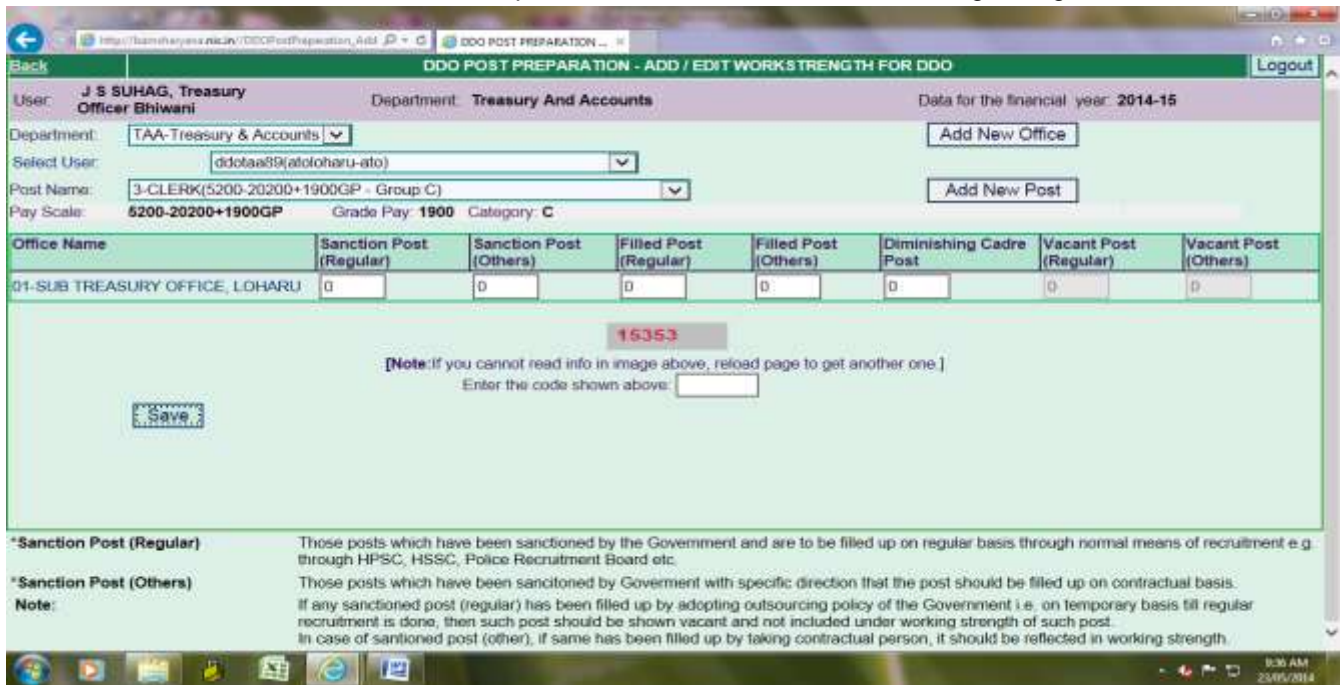 DDO POST PREPARATION ...
Back DDO POST PREPARATION - ADD / EDIT WORKSTRENGTH FOR DDO Logout
User: J S SUHAG, Treasury Officer Bhiwani Department: Treasury And Accounts Data for the financial year: 2014-15
Department: TAA-Treasury & Accounts Add New Office
Select User: ddotaa89(atoloharu-ato)
Post Name: 3-CLERK(5200-20200+1900GP - Group C) Add New Post
Pay Scale: 5200-20200+1900GP Grade Pay: 1900 Category: C
Office Name Sanction Post (Regular) Sanction Post (Others) Filled Post (Regular) Filled Post (Others) Diminishing Cadre Post Vacant Post (Regular) Vacant Post (Others)
01-SUB TREASURY OFFICE, LOHARU 0 0 0 0 0 0 0
15353
[Note:If you cannot read info in image above, reload page to get another one.]
Enter the code shown above:
Save
*Sanction Post (Regular) Those posts which have been sanctioned by the Government and are to be filled up on regular basis through normal means of recruitment e.g.
through HPSC, HSSC, Police Recruitment Board etc.
*Sanction Post (Others) Those posts which have been sancitoned by Goverment with specific direction that the post should be filled up on contractual basis.
Note: If any sanctioned post (regular) has been filled up by adopting outsourcing policy of the Government i.e. on temporary basis till regular
recruitment is done, then such post should be shown vacant and not included under working strength of such post.
In case of santioned post (other), if same has been filled up by taking contractual person, it should be reflected in working strength.
9:36 AM
23/05/2014